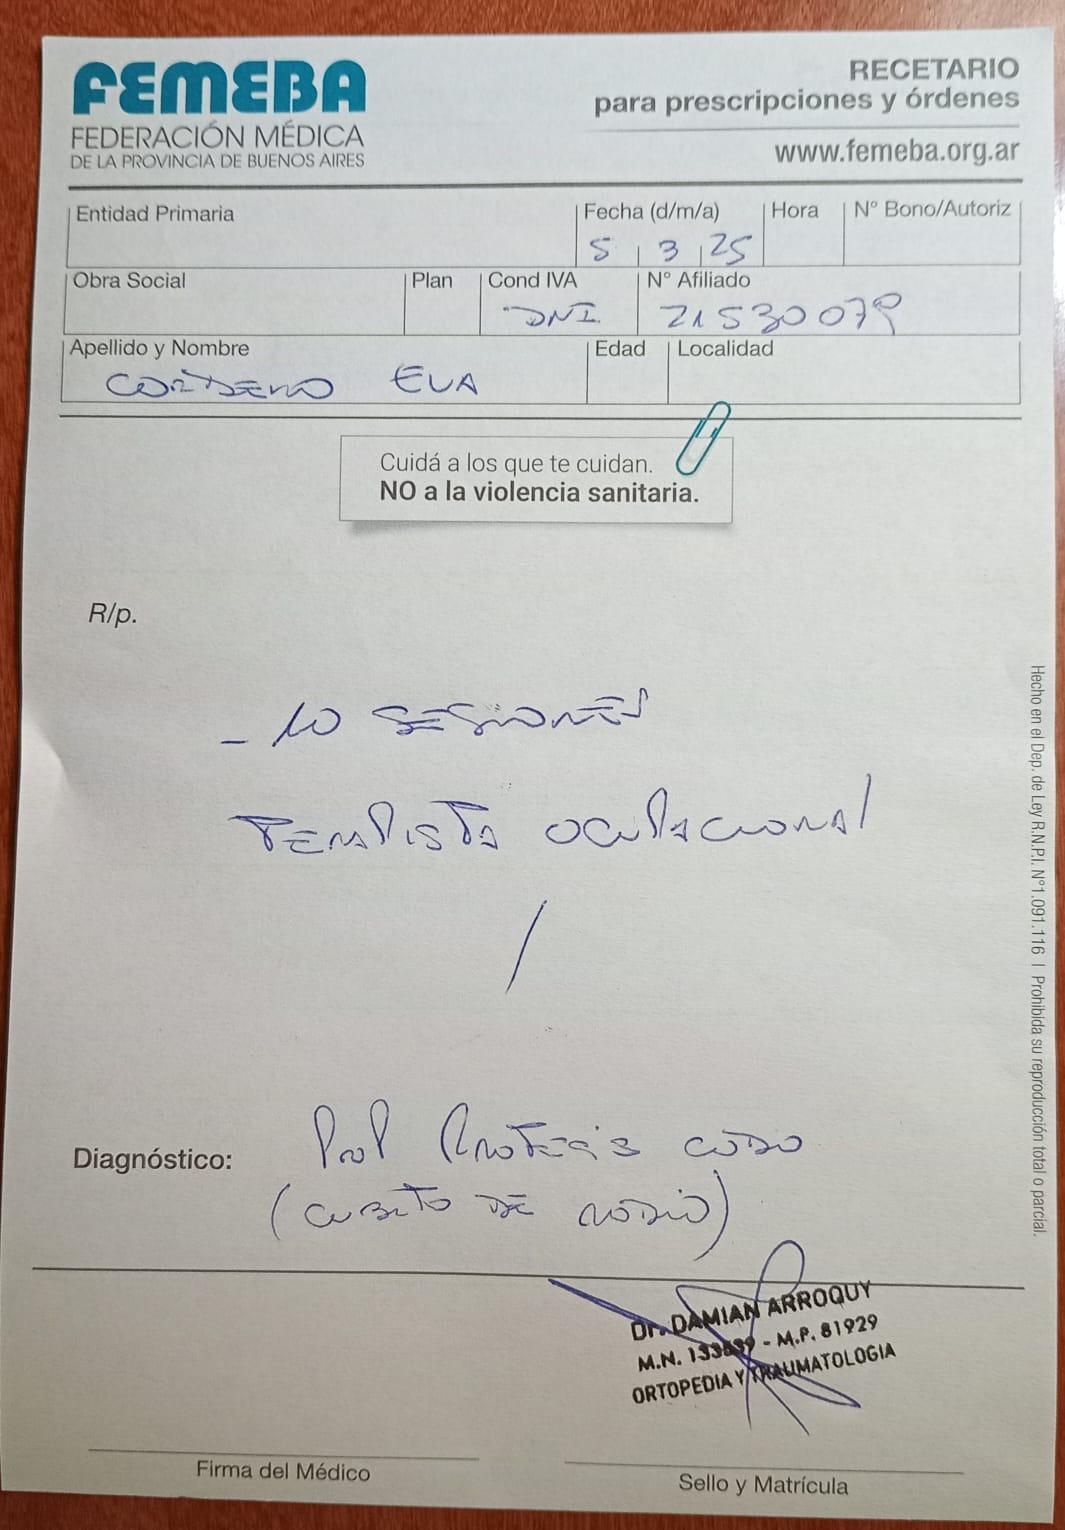 FEMEBA
FEDERACIÓN MÉDICA
DE LA PROVINCIA DE BUENOS AIRES
RECETARIO
para prescripciones y órdenes
www.femeba.org.ar
Entidad Primaria
Fecha (d/m/a)
5 3 25
Hora
N° Bono/Autoriz
Obra Social
Plan
Cond IVA
DNI
N° Afiliado
21530079
Apellido y Nombre
CORDERO EVA
Edad
Localidad
Cuidá a los que te cuidan.
NO a la violencia sanitaria.
R/p.
- 10 SESIONES
TERAPISTA OCUPACIONAL
/
Diagnóstico: POP PROTESIS CODO
(CUBITO DE RADIO)
Dr. DAMIAN ARROQUY
M.N. - M.P. 81929
ORTOPEDIA Y TRAUMATOLOGIA
Firma del Médico
Sello y Matrícula
Hecho en el Dep. de Ley R.N.P.I. N°1.091.116 | Prohibida su reproducción total o parcial.